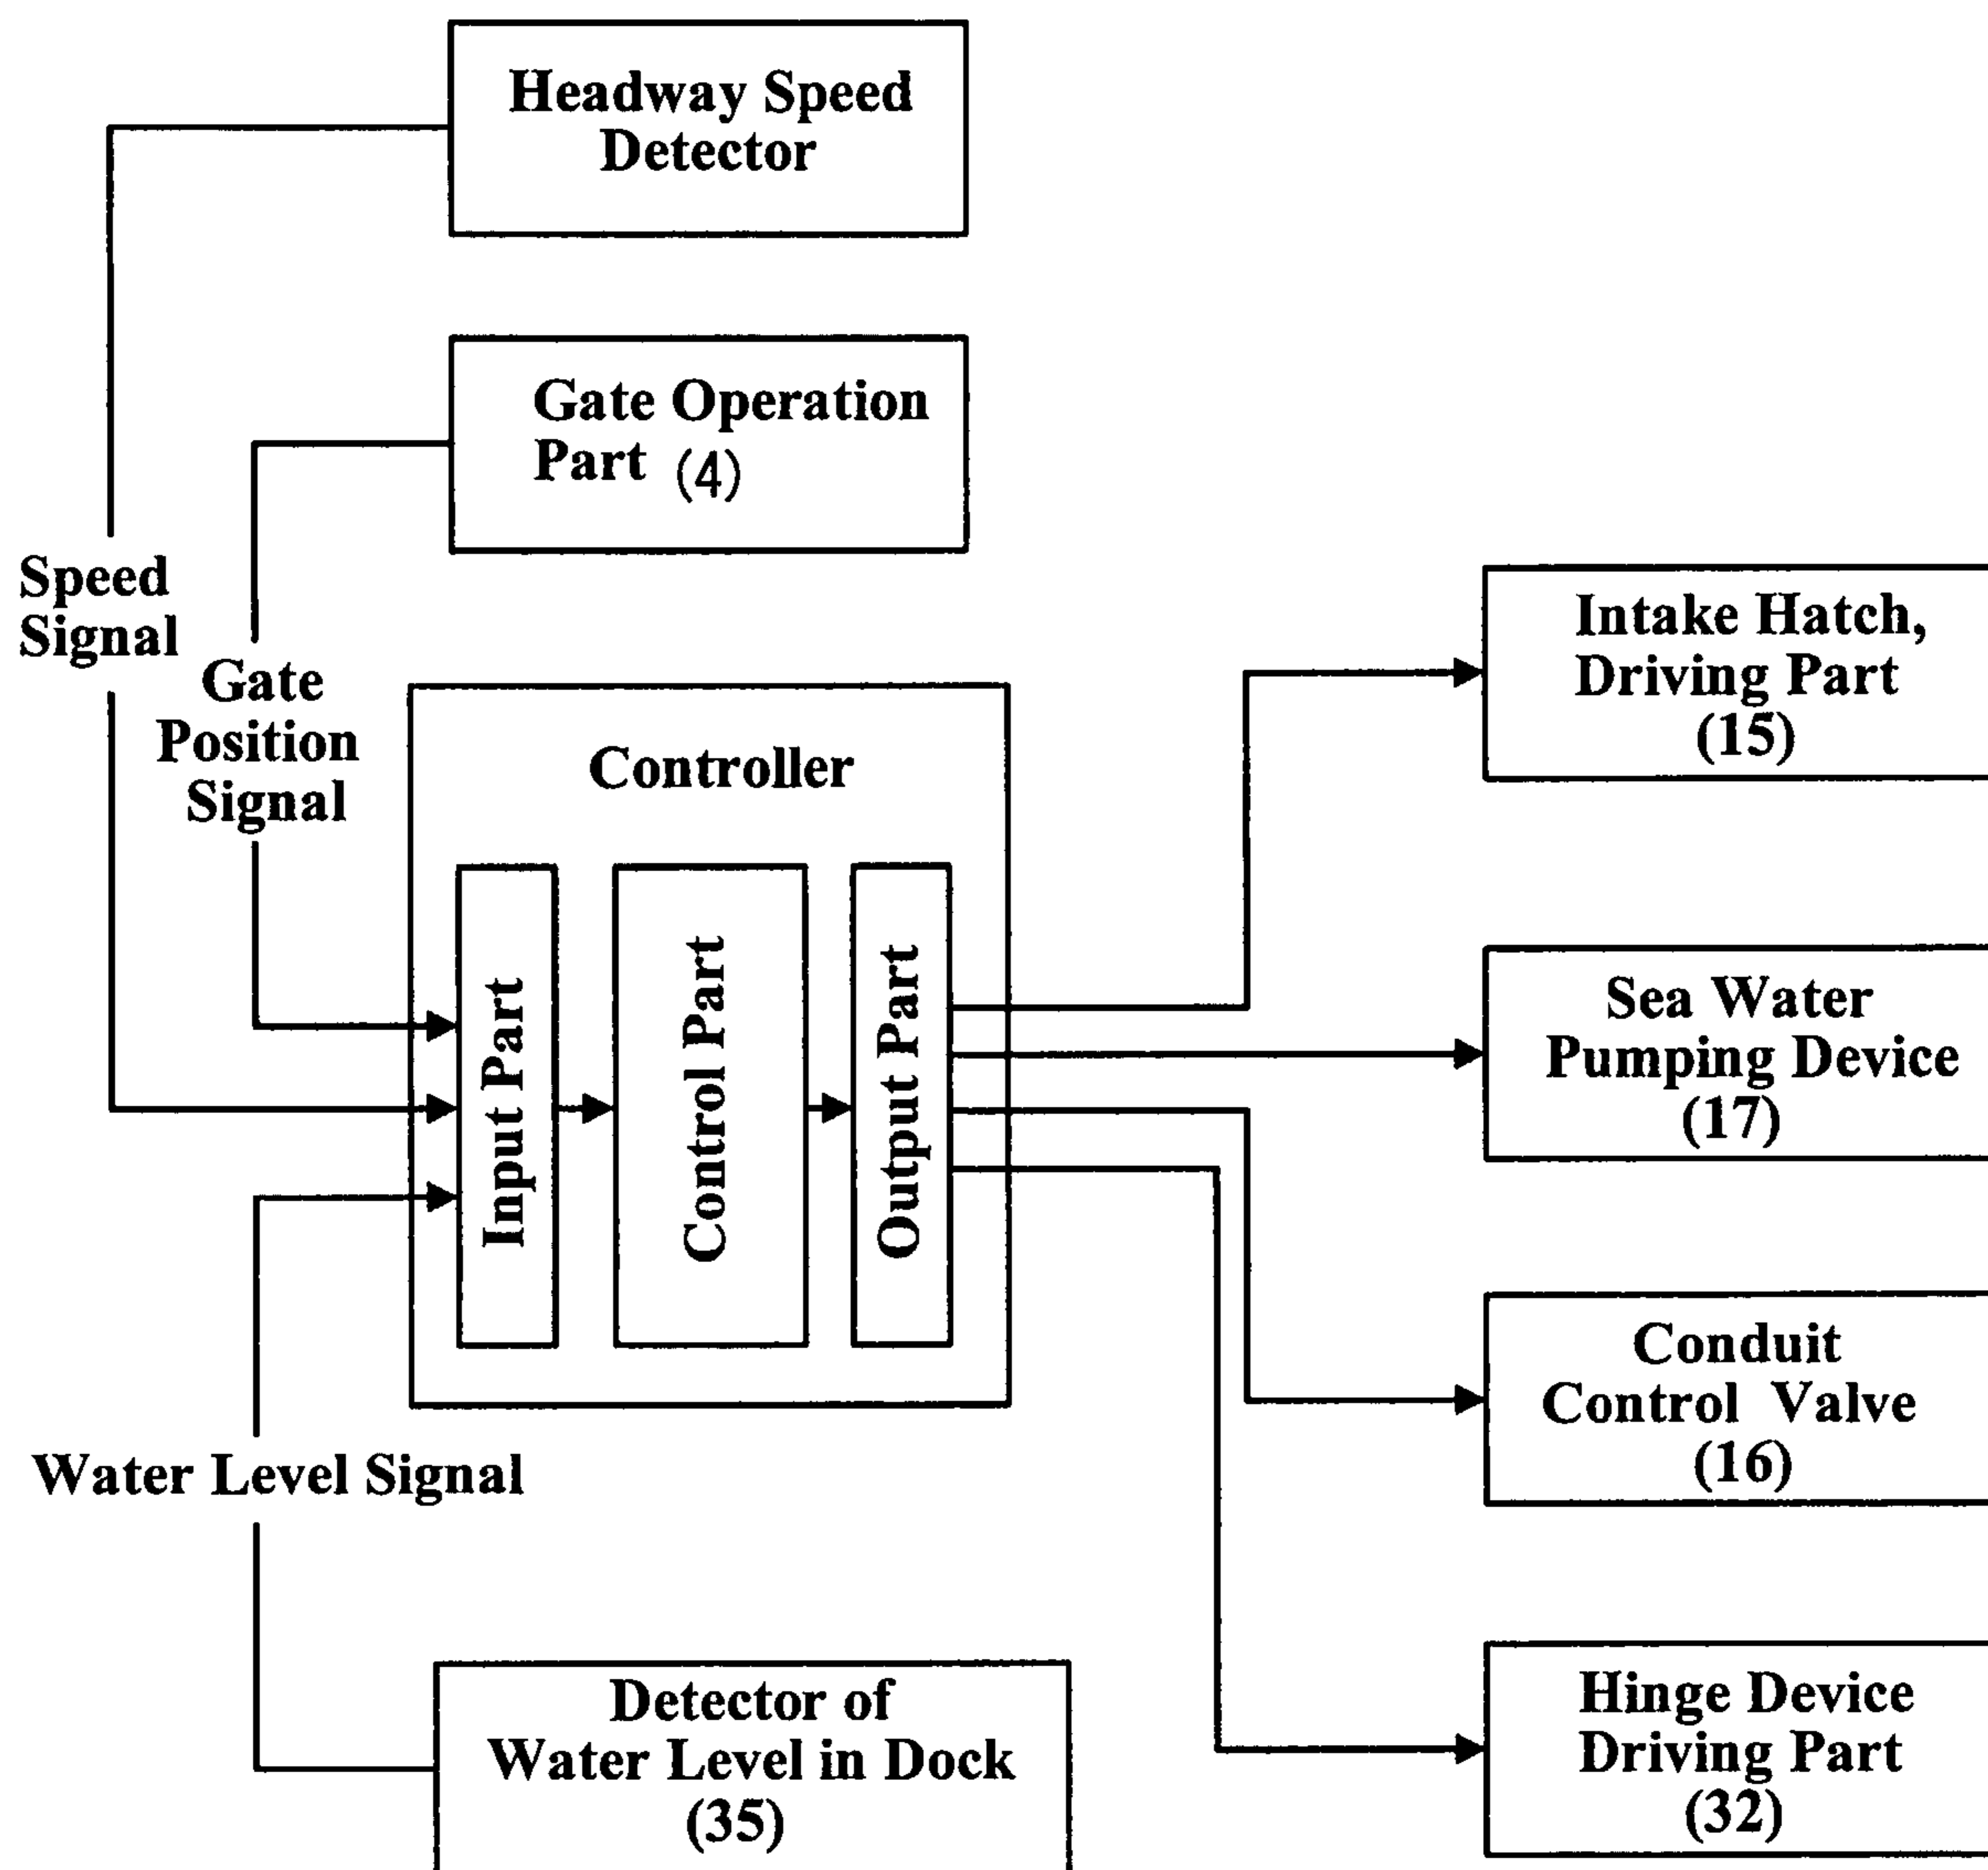 Headway Speed
Detector
Gate Operation
Part (4)
Speed
Signal
Gate
Position
Signal
Controller
Input Part
Control Part
Output Part
Intake Hatch,
Driving Part
(15)
Sea Water
Pumping Device
(17)
Conduit
Control Valve
(16)
Water Level Signal
Detector of
Water Level in Dock
(35)
Hinge Device
Driving Part
(32)